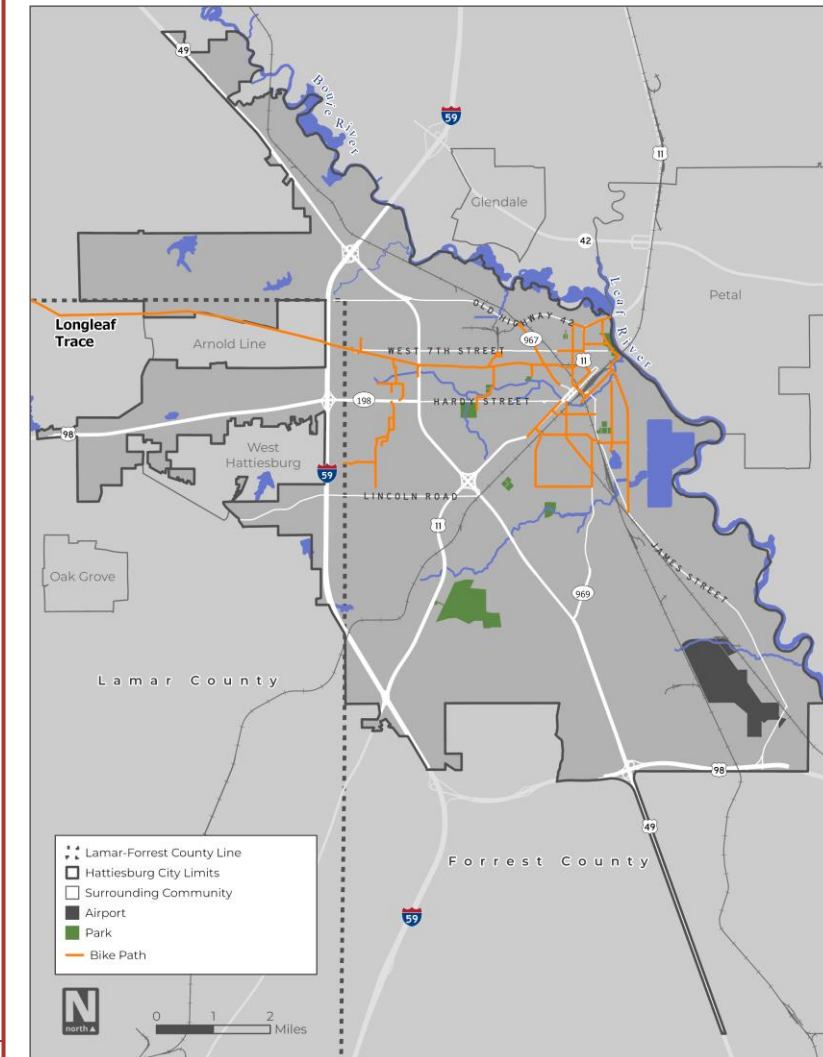 49
Bouie River
59
11
Glendale
42
Leaf River
Petal
OLD HIGHWAY 42
Longleaf
Trace
Arnold Line
967
WEST 7TH STREET
11
198
HARDY STREET
98
West
Hattiesburg
59
LINCOLN ROAD
11
JAMES STREET
Oak Grove
969
Lamar County
98
49
Forrest County
59
Lamar-Forrest County Line
Hattiesburg City Limits
Surrounding Community
Airport
Park
Bike Path
N
north
0 1 2
Miles